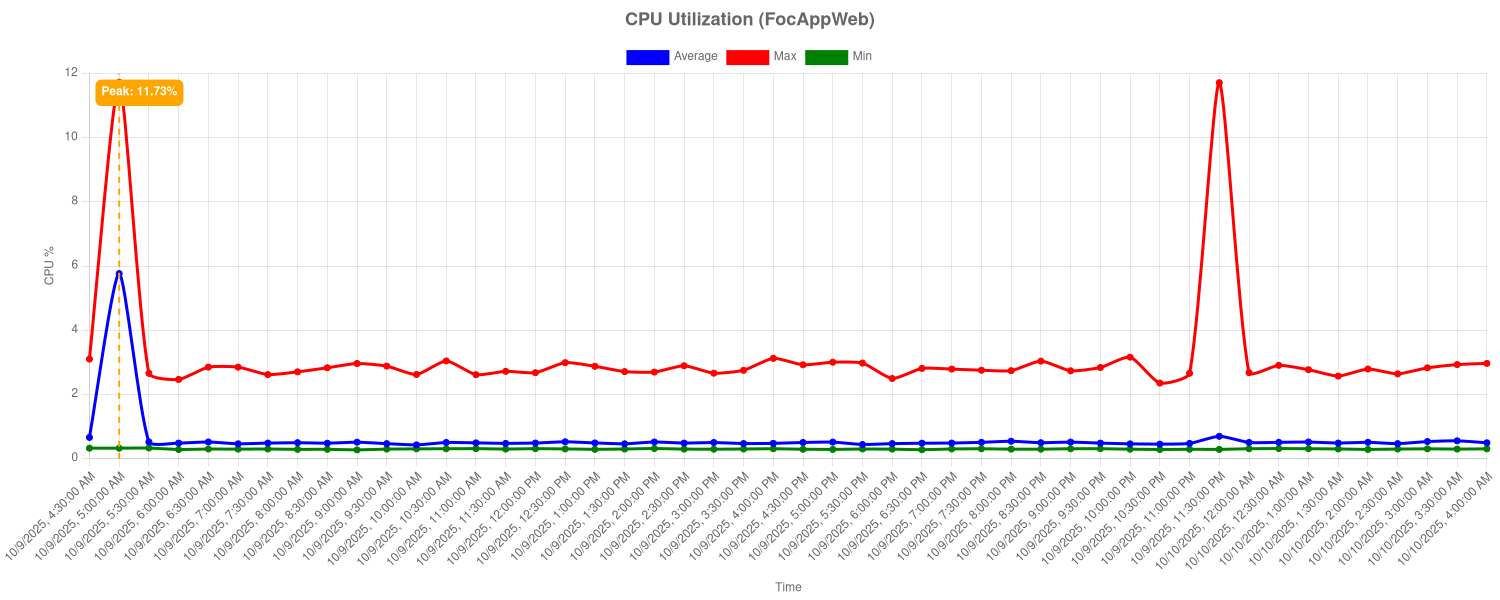 CPU Utilization (FocAppWeb)
Average Max Min
12
10
8
6
4
2
0
CPU %
Peak: 11.73%
10/9/2025, 4:30:00 AM
10/9/2025, 5:00:00 AM
10/9/2025, 5:30:00 AM
10/9/2025, 6:00:00 AM
10/9/2025, 6:30:00 AM
10/9/2025, 7:00:00 AM
10/9/2025, 7:30:00 AM
10/9/2025, 8:00:00 AM
10/9/2025, 8:30:00 AM
10/9/2025, 9:00:00 AM
10/9/2025, 9:30:00 AM
10/9/2025, 10:00:00 AM
10/9/2025, 10:30:00 AM
10/9/2025, 11:00:00 AM
10/9/2025, 11:30:00 AM
10/9/2025, 12:00:00 PM
10/9/2025, 12:30:00 PM
10/9/2025, 1:00:00 PM
10/9/2025, 1:30:00 PM
10/9/2025, 2:00:00 PM
10/9/2025, 2:30:00 PM
10/9/2025, 3:00:00 PM
10/9/2025, 3:30:00 PM
10/9/2025, 4:00:00 PM
10/9/2025, 4:30:00 PM
10/9/2025, 5:00:00 PM
10/9/2025, 5:30:00 PM
10/9/2025, 6:00:00 PM
10/9/2025, 6:30:00 PM
10/9/2025, 7:00:00 PM
10/9/2025, 7:30:00 PM
10/9/2025, 8:00:00 PM
10/9/2025, 8:30:00 PM
10/9/2025, 9:00:00 PM
10/9/2025, 9:30:00 PM
10/9/2025, 10:00:00 PM
10/9/2025, 10:30:00 PM
10/9/2025, 11:00:00 PM
10/9/2025, 11:30:00 PM
10/10/2025, 12:00:00 AM
10/10/2025, 12:30:00 AM
10/10/2025, 1:00:00 AM
10/10/2025, 1:30:00 AM
10/10/2025, 2:00:00 AM
10/10/2025, 2:30:00 AM
10/10/2025, 3:00:00 AM
10/10/2025, 3:30:00 AM
10/10/2025, 4:00:00 AM
Time